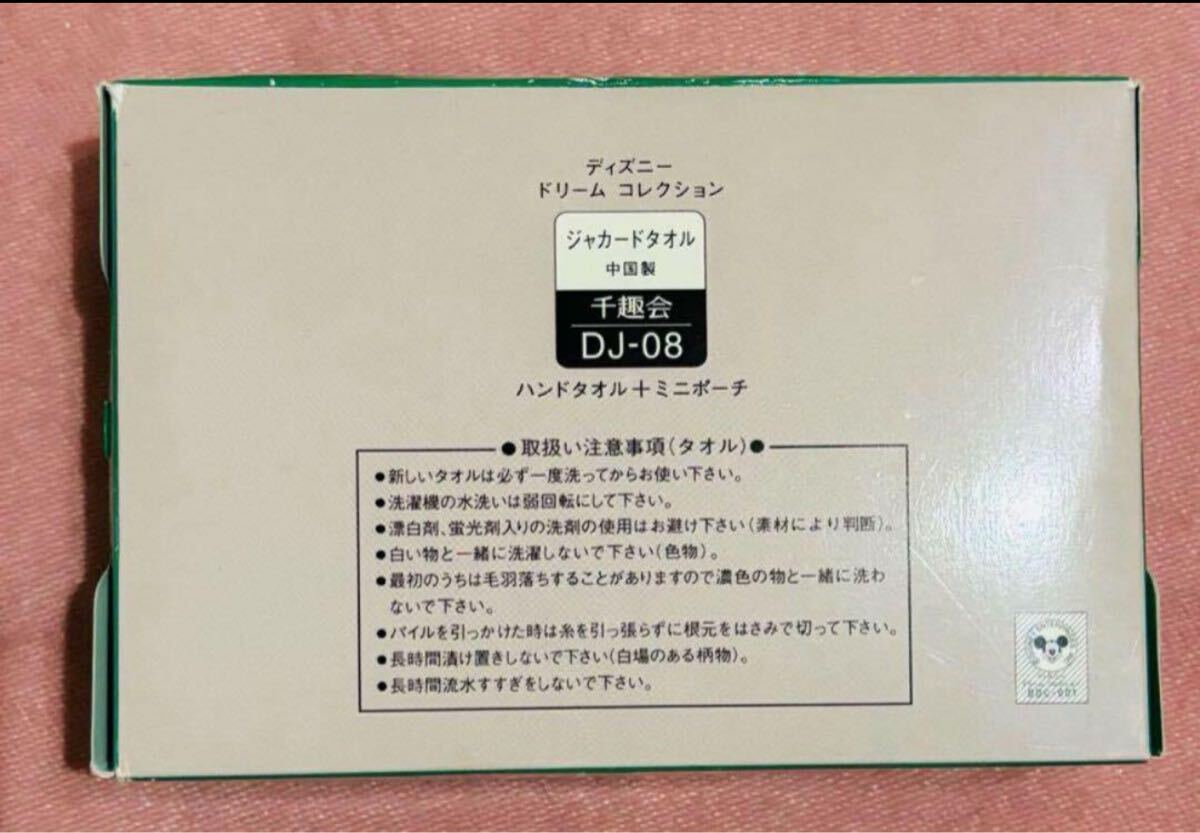 ディズニー
ドリーム コレクション
ジャカードタオル
中国製
千趣会
DJ-08
ハンドタオル＋ミニポーチ
●取扱い注意事項(タオル)●
●新しいタオルは必ず一度洗ってからお使い下さい。
●洗濯機の水洗いは弱回転にして下さい。
●漂白剤、蛍光剤入りの洗剤の使用はお避け下さい(素材により判断)。
●白い物と一緒に洗濯しないで下さい(色物)。
●最初のうちは毛羽落ちすることがありますので濃色の物と一緒に洗わ
ないで下さい。
●パイルを引っかけた時は糸を引っ張らずに根元をはさみで切って下さい。
●長時間漬け置きしないで下さい(白場のある柄物)。
●長時間流水すすぎをしないで下さい。